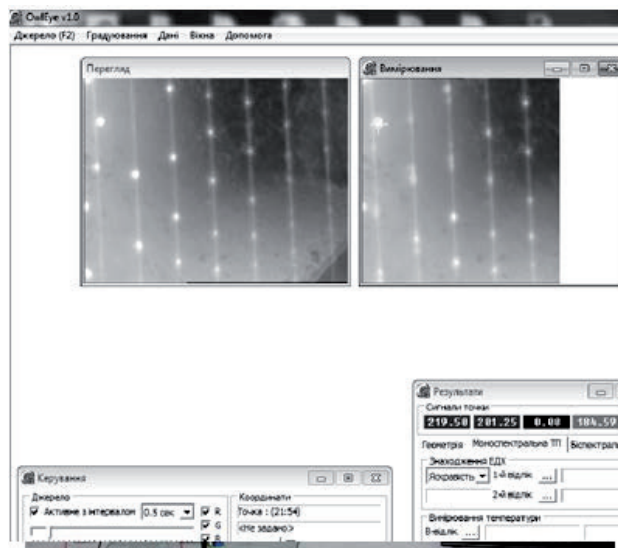 OwlEye v1.0
Джерело (F2) Градуювання Дані Вікна Допомога
Перегляд
Вимірювання
Результати
Сигнали точки
219.50 201.25 0.00 184.59
Геометрія Моноспектральна ТП Біспектральн
Знаходження ЕДХ
Яскравість 1-й відлік ...
2-й відлік ...
Вимірювання температури
В-відлік ...
Керування
Джерело
Активне з інтервалом 0.5 сек
R
G
B
Координати
Точка : (21:54)
<Не задано>